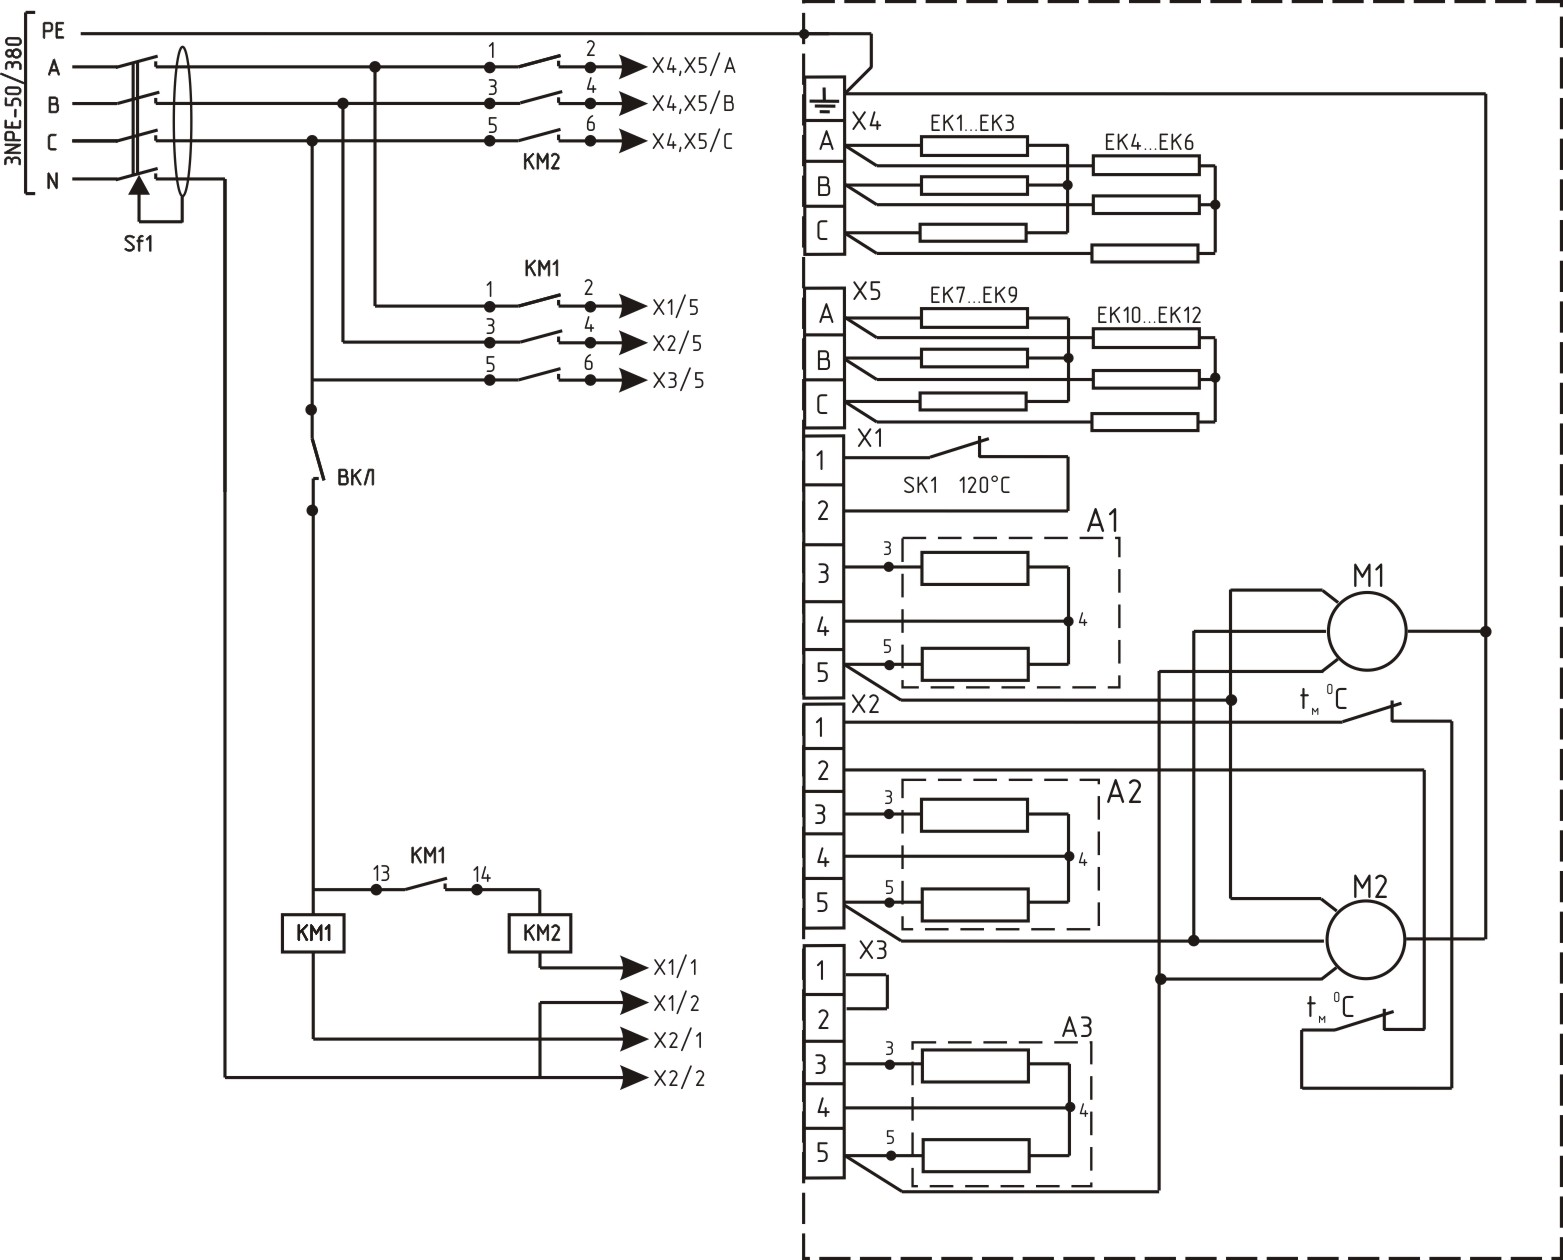 3NPE-50/380
PE
A
B
C
N
Sf1
1 2 X4,X5/A
3 4 X4,X5/B
5 6 X4,X5/C
KM2
KM1
1 2 X1/5
3 4 X2/5
5 6 X3/5
ВКЛ
KM1
13 14
KM1
KM2
X1/1
X1/2
X2/1
X2/2
X4
A
B
C
EK1...EK3
EK4...EK6
X5
A
B
C
EK7...EK9
EK10...EK12
X1
1
2
3
4
5
SK1 120°C
A1
3
4
5
X2
1
2
3
4
5
A2
3
4
5
X3
1
2
3
4
5
A3
3
4
5
M1
tм °C
M2
tм °C